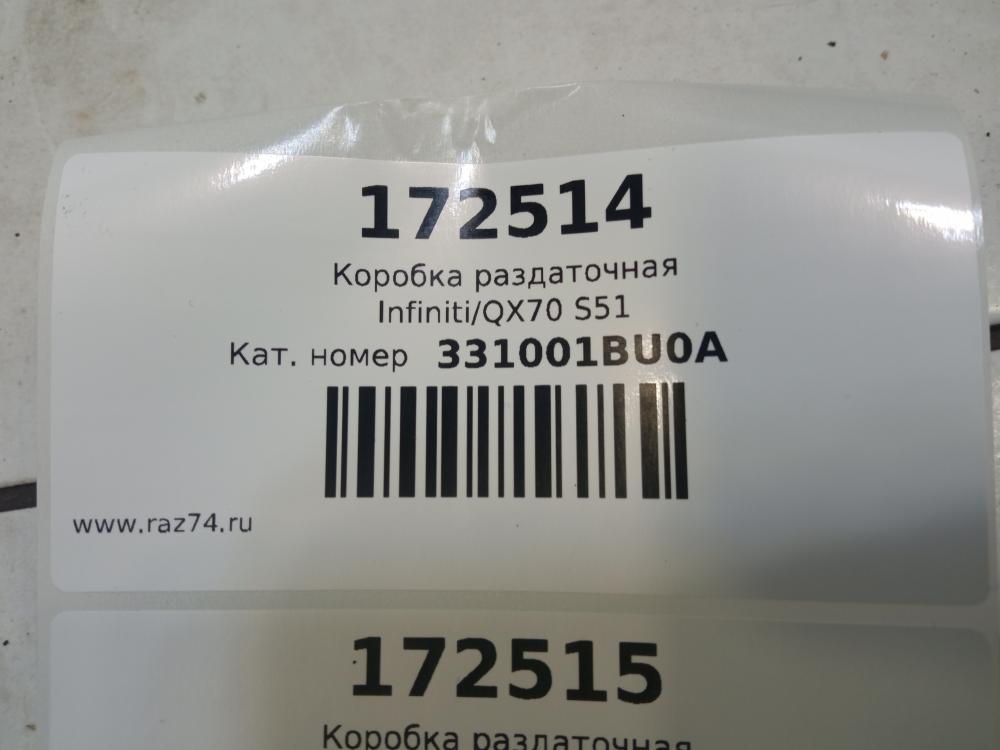 172514
Коробка раздаточная
Infiniti/QX70 S51
Кат. номер 331001BU0A
www.raz74.ru
172515
Коробка раздаточная